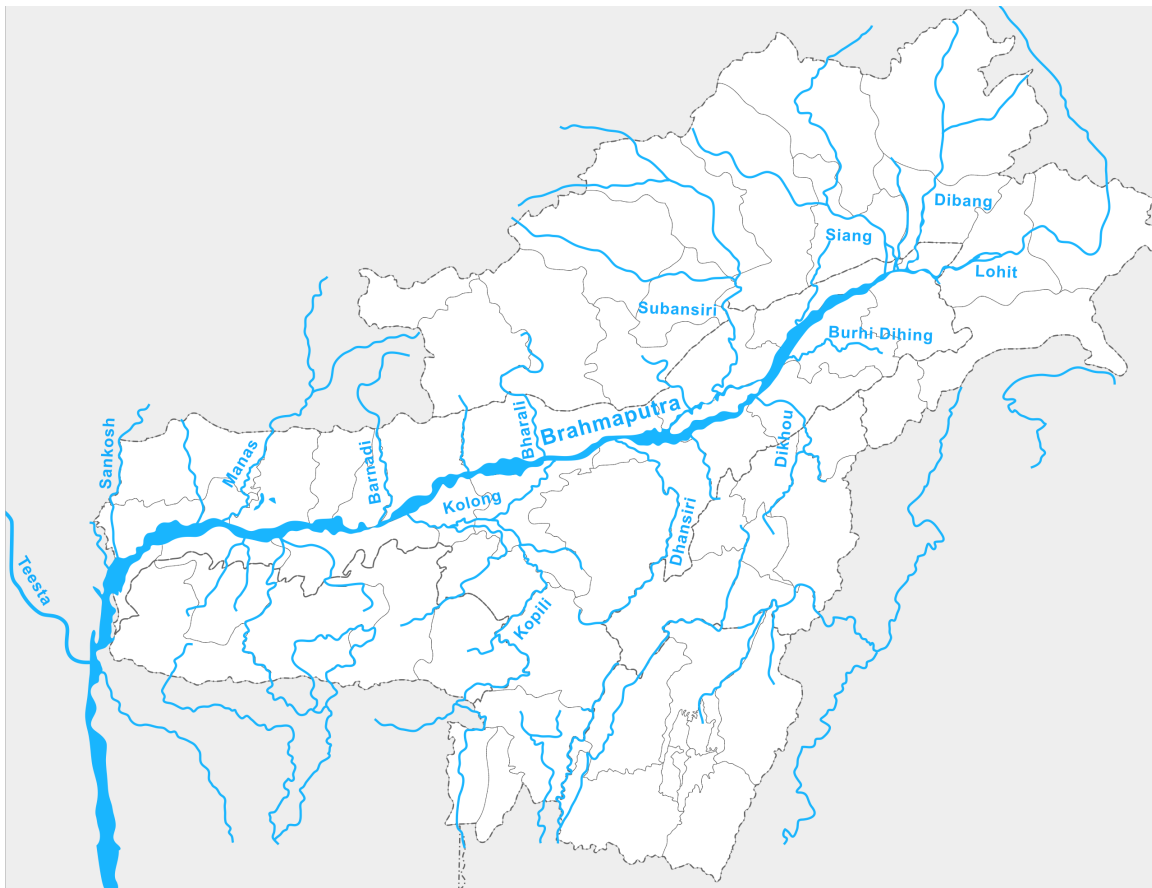 Dibang
Siang
Lohit
Subansiri
Burhi Dihing
Brahmaputra
Bharali
Dikhou
Sankosh
Manas
Barnadi
Kolong
Dhansiri
Teesta
Kopili